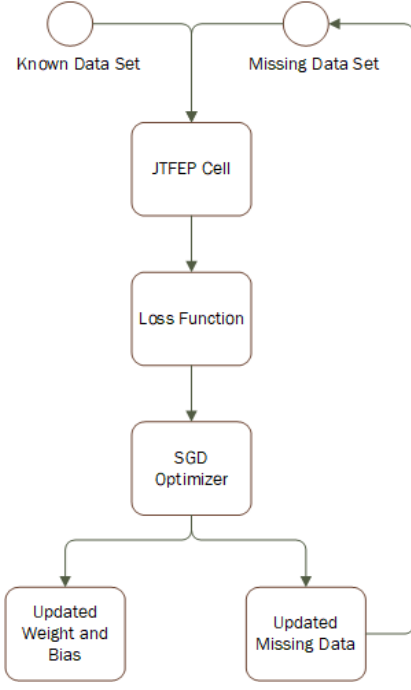 Known Data Set
Missing Data Set
JTFEP Cell
Loss Function
SGD
Optimizer
Updated
Weight and
Bias
Updated
Missing Data